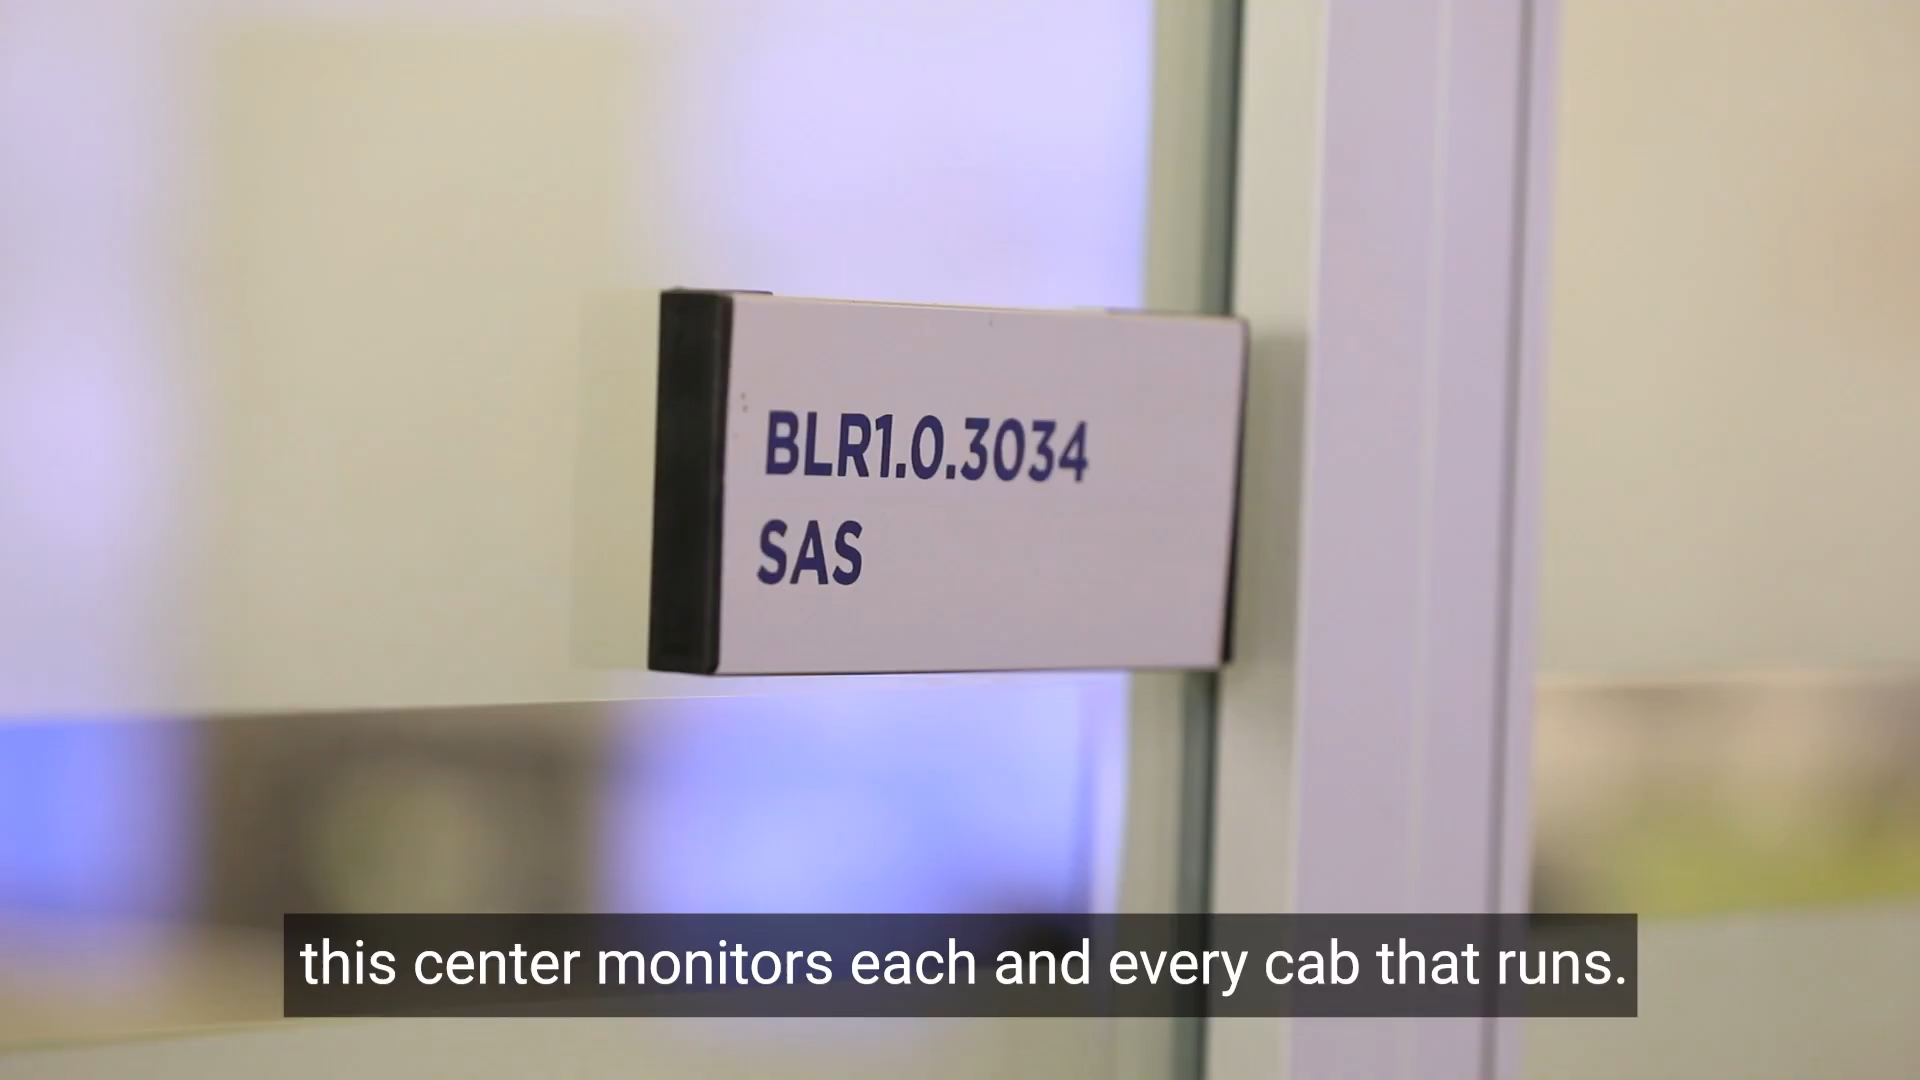 BLR1.0.3034
SAS
this center monitors each and every cab that runs.